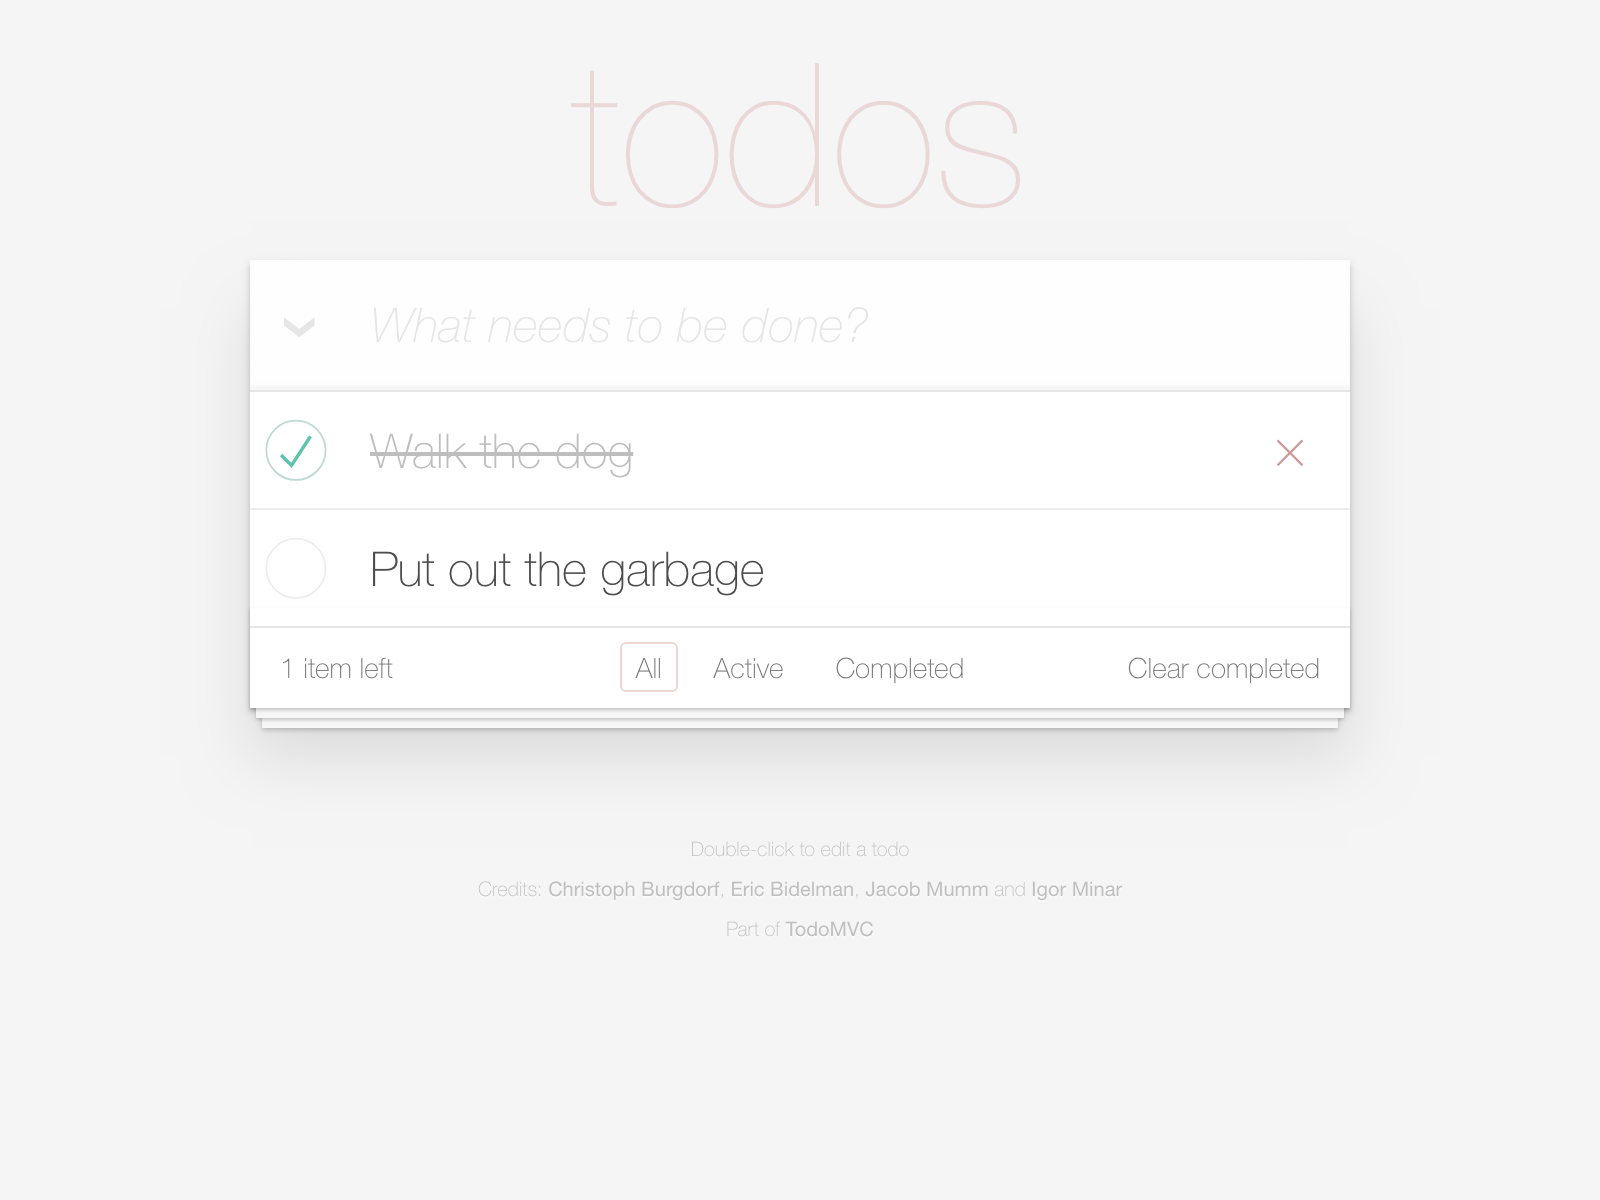 todos
What needs to be done?
Walk the dog
Put out the garbage
1 item left All Active Completed Clear completed
Double-click to edit a todo
Credits: Christoph Burgdorf, Eric Bidelman, Jacob Mumm and Igor Minar
Part of TodoMVC